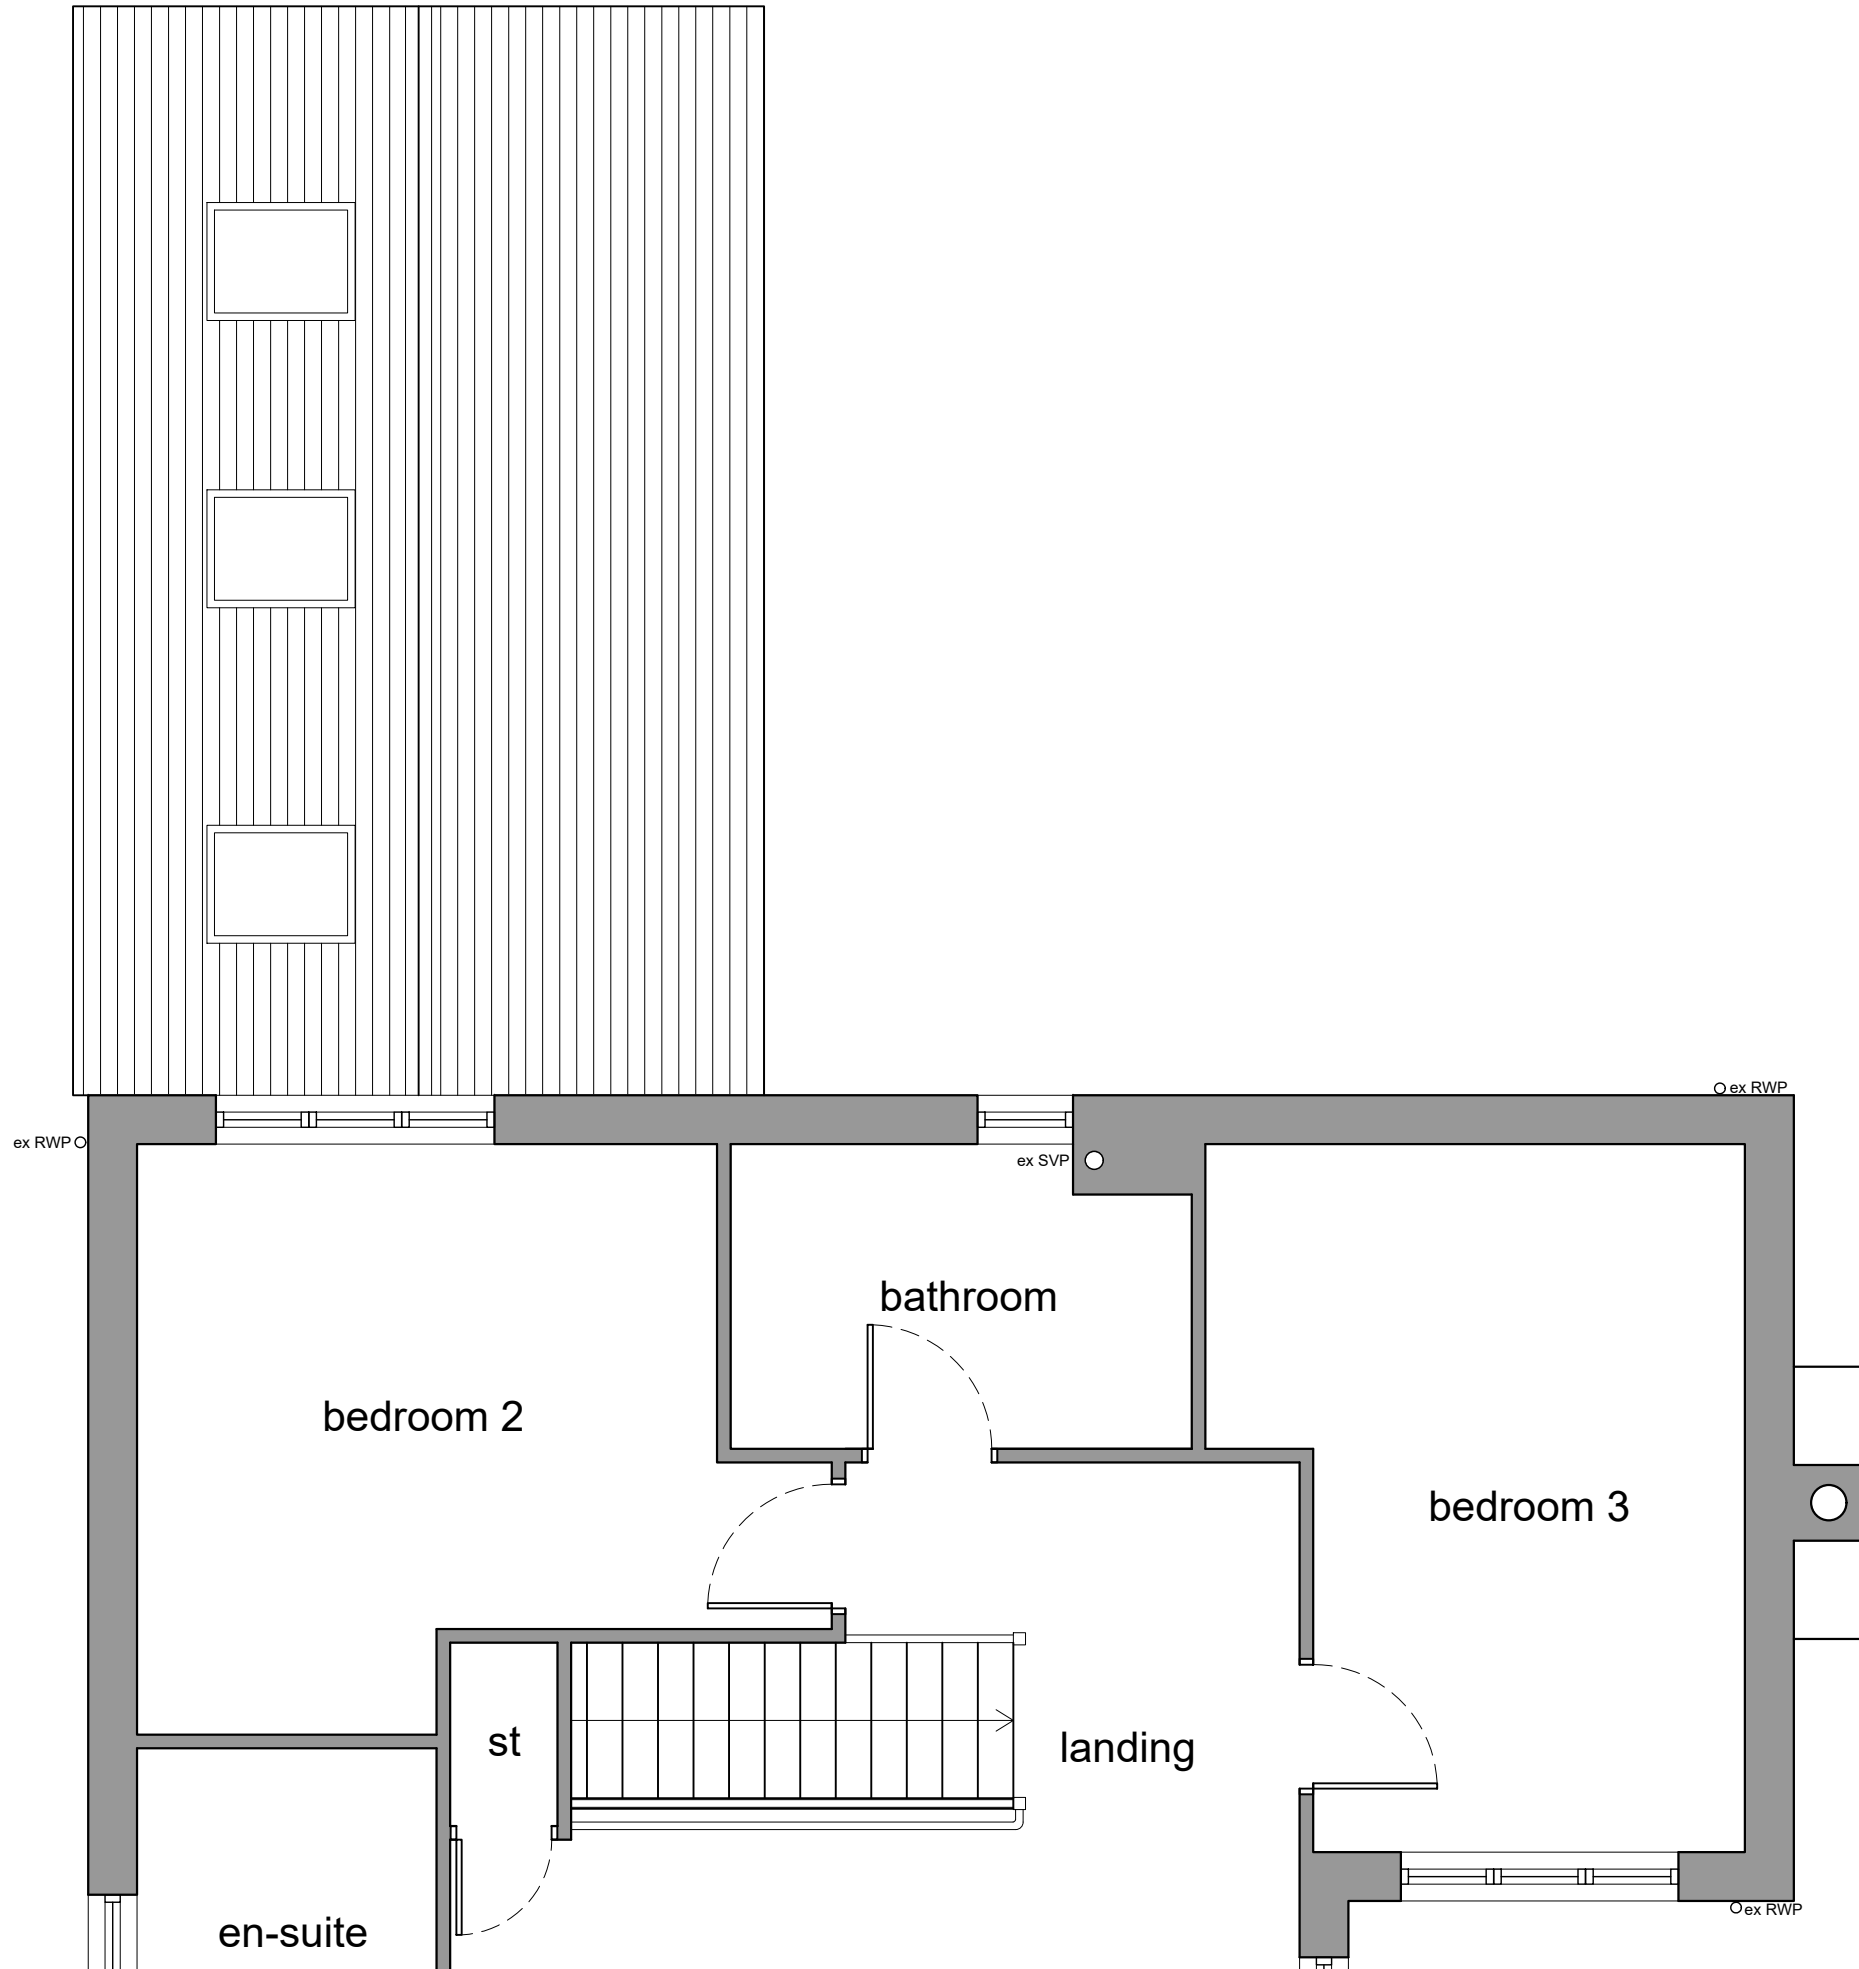 ex RWP
ex RWP
ex SVP
bathroom
bedroom 2
bedroom 3
st
landing
ex RWP
en-suite